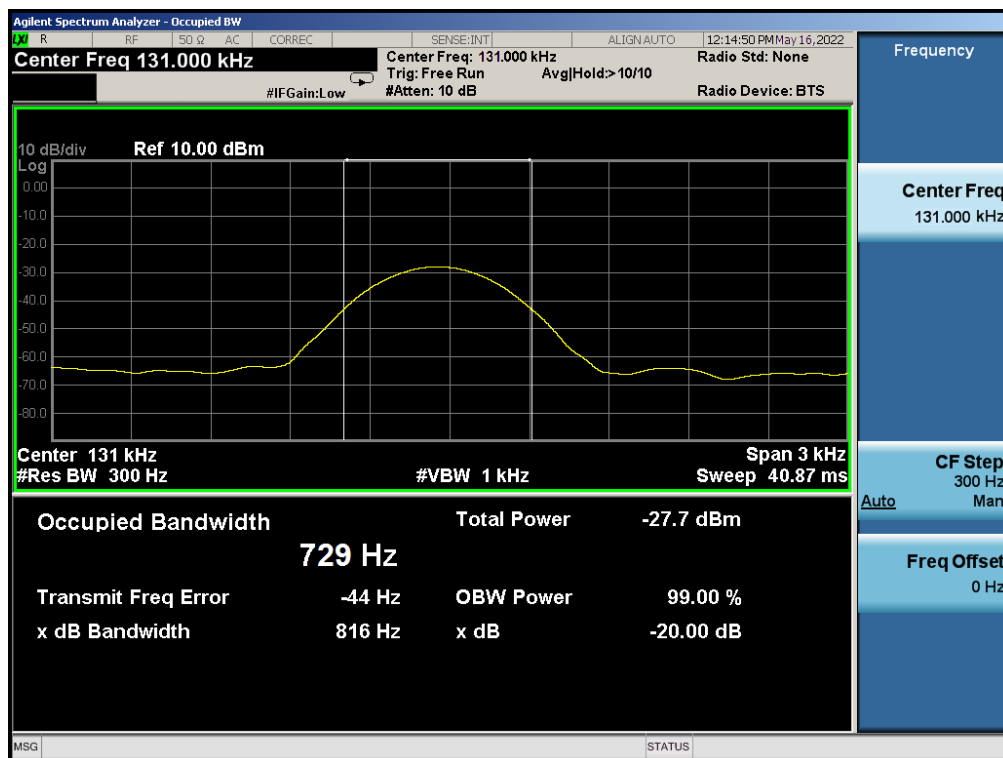 Agilent Spectrum Analyzer - Occupied BW
LXI R RF 50 Ω AC CORREC SENSE:INT ALIGN AUTO 12:14:50 PM May 16, 2022
Center Freq 131.000 kHz
Center Freq: 131.000 kHz
Radio Std: None
Trig: Free Run
Avg|Hold:>10/10
#IFGain:Low
#Atten: 10 dB
Radio Device: BTS
10 dB/div
Ref 10.00 dBm
Log
0.00
-10.0
-20.0
-30.0
-40.0
-50.0
-60.0
-70.0
-80.0
Center 131 kHz
Span 3 kHz
#Res BW 300 Hz
#VBW 1 kHz
Sweep 40.87 ms
Occupied Bandwidth
Total Power
-27.7 dBm
729 Hz
Transmit Freq Error
-44 Hz
OBW Power
99.00 %
x dB Bandwidth
816 Hz
x dB
-20.00 dB
MSG
STATUS
Frequency
Center Freq
131.000 kHz
CF Step
300 Hz
Auto Man
Freq Offset
0 Hz